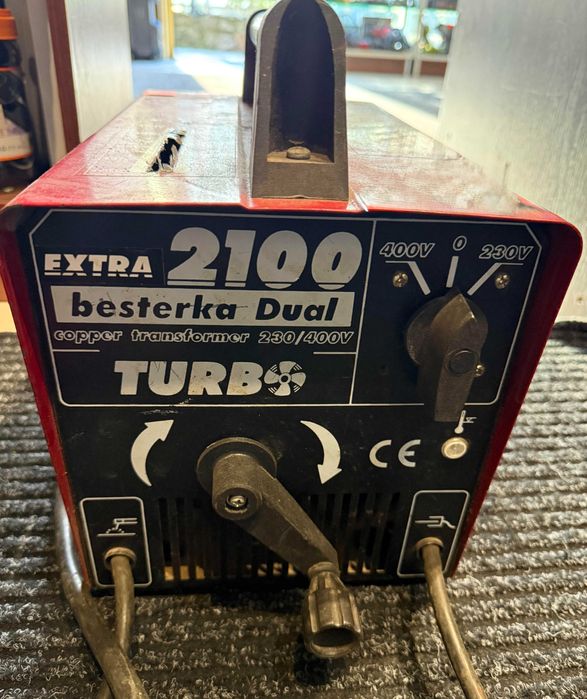 EXTRA 2100
besterka Dual
copper transformer 230/400V
TURBO
400V 0 230V
CE